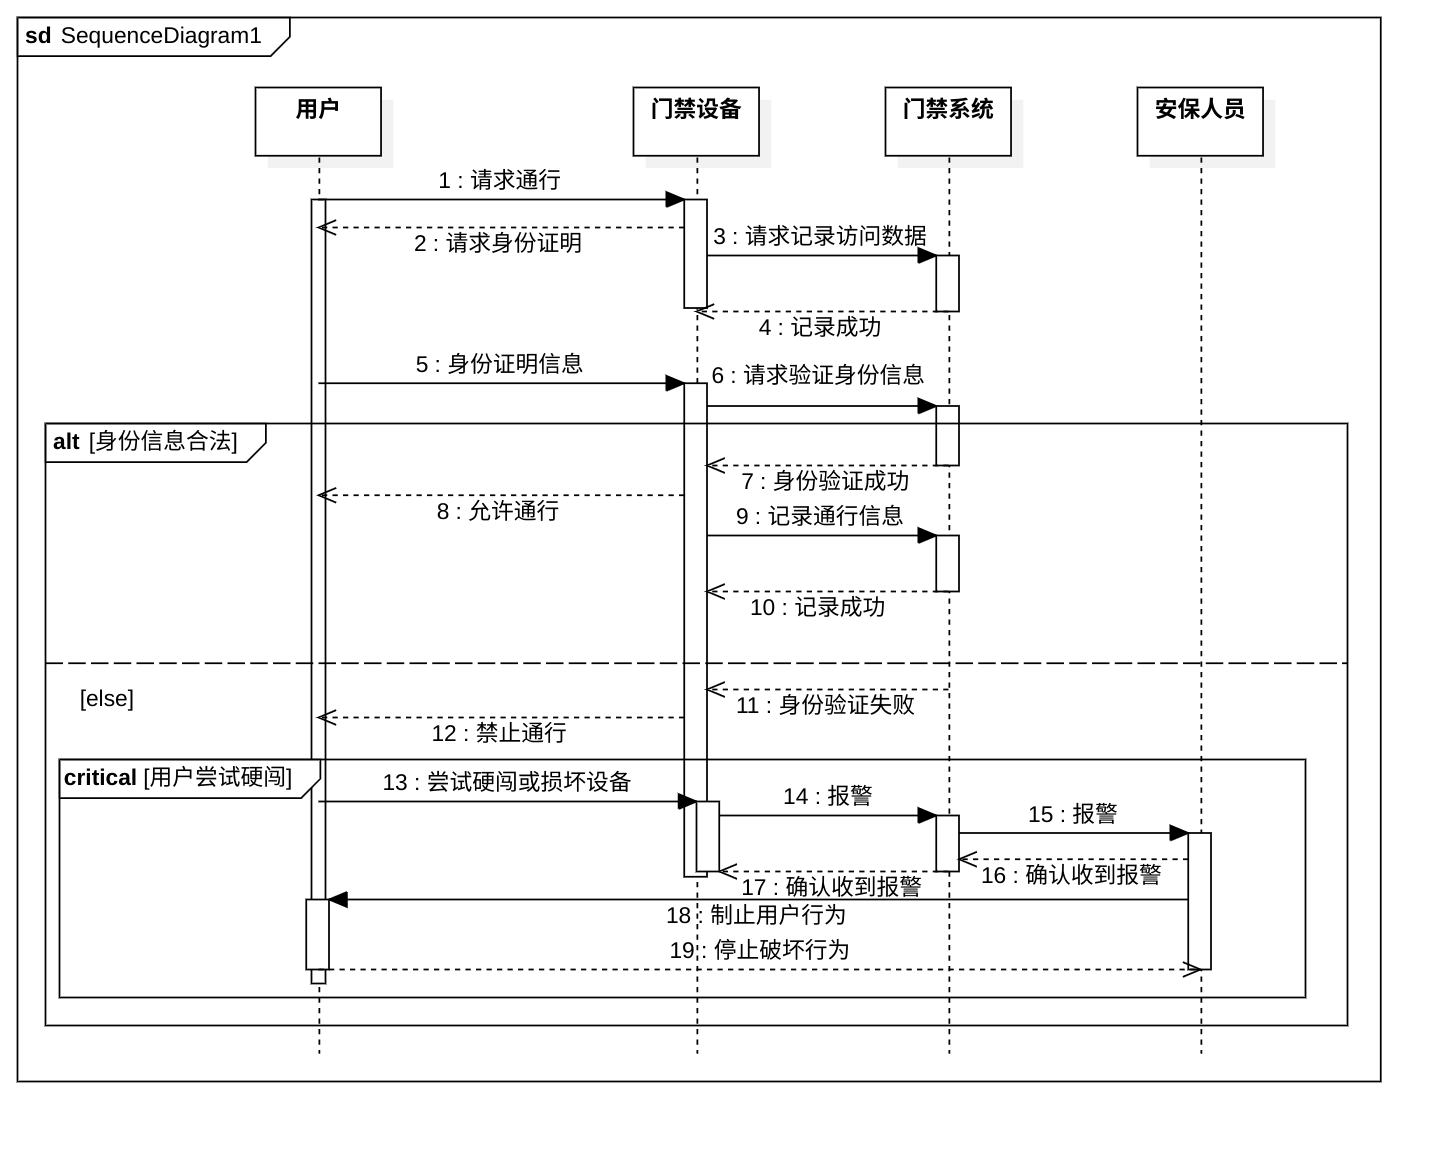 sd SequenceDiagram1
用户
门禁设备
门禁系统
安保人员
1 : 请求通行
2 : 请求身份证明
3 : 请求记录访问数据
4 : 记录成功
5 : 身份证明信息
6 : 请求验证身份信息
alt [身份信息合法]
7 : 身份验证成功
8 : 允许通行
9 : 记录通行信息
10 : 记录成功
[else]
11 : 身份验证失败
12 : 禁止通行
critical [用户尝试硬闯]
13 : 尝试硬闯或损坏设备
14 : 报警
15 : 报警
16 : 确认收到报警
17 : 确认收到报警
18 : 制止用户行为
19 : 停止破坏行为